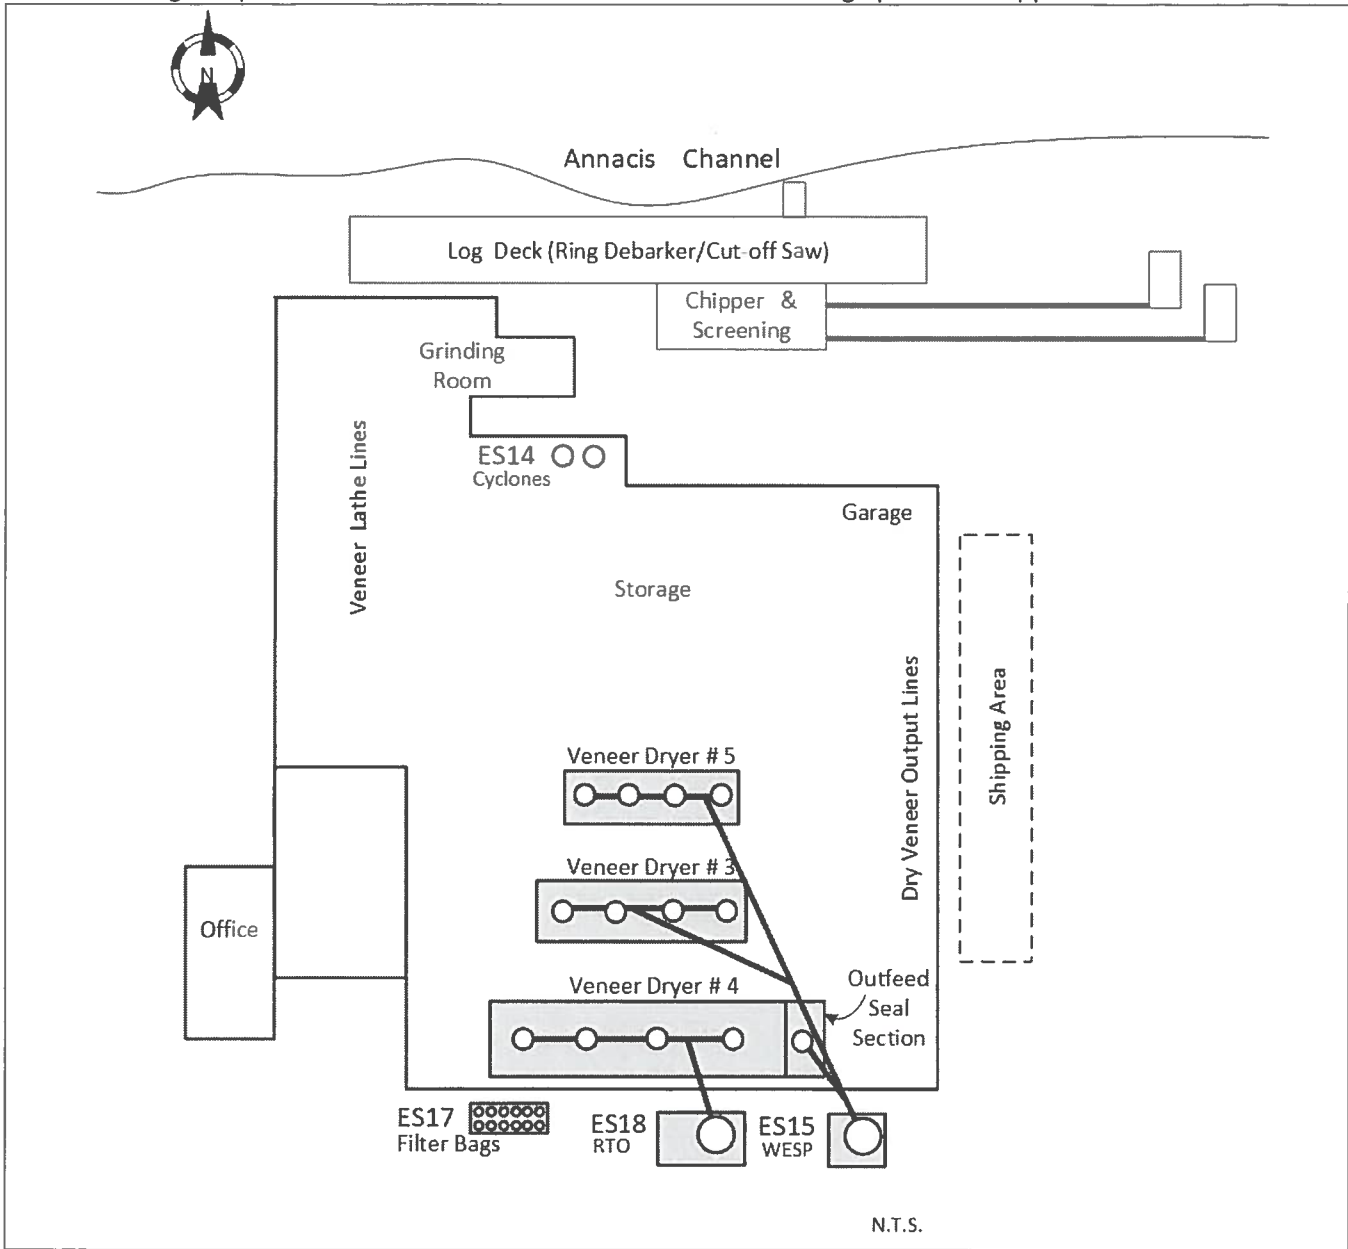 N
Annacis Channel
Log Deck (Ring Debarker/Cut-off Saw)
Chipper &
Screening
Grinding
Room
Veneer Lathe Lines
ES14
Cyclones
Garage
Storage
Dry Veneer Output Lines
Shipping Area
Veneer Dryer # 5
Veneer Dryer # 3
Office
Veneer Dryer # 4
Outfeed
Seal
Section
ES17
Filter Bags
ES18
RTO
ES15
WESP
N.T.S.